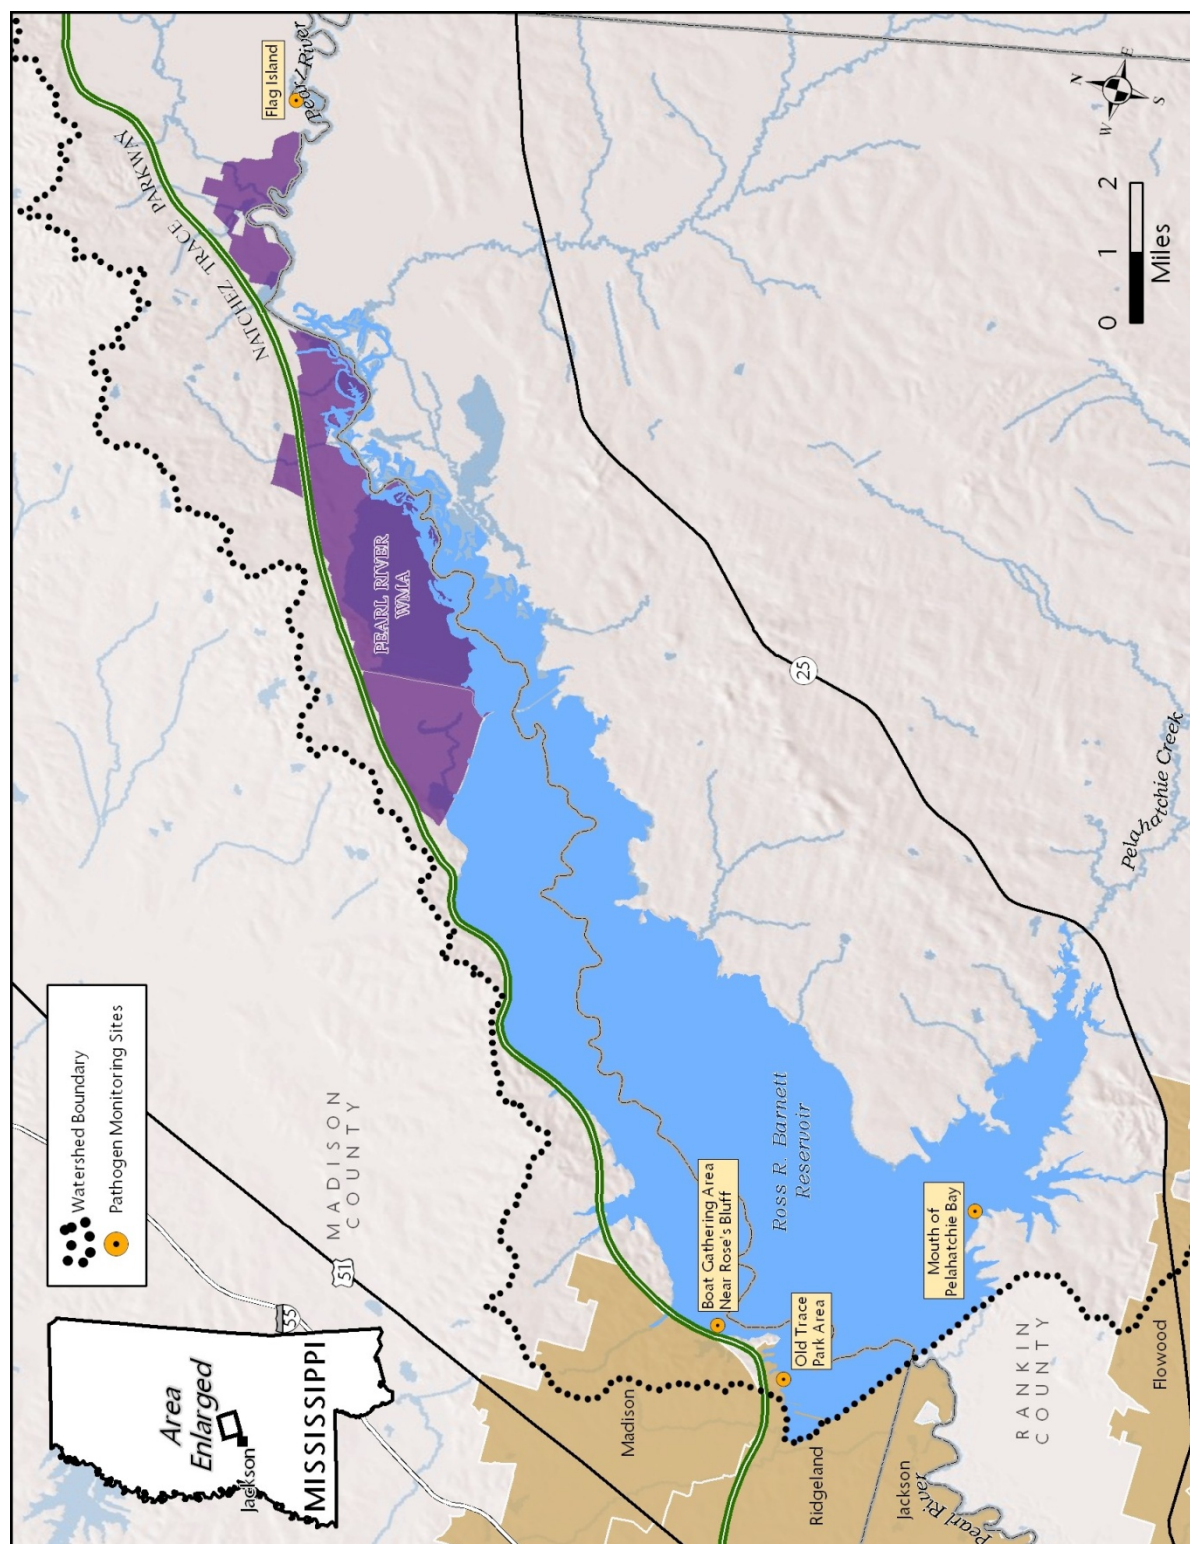 Watershed Boundary
Pathogen Monitoring Sites
Area
Enlarged
Jackson
MISSISSIPPI
55
51
MADISON
COUNTY
NATCHEZ TRACE PARKWAY
Flag Island
Pearl River
PEARL RIVER
WMA
25
Pelahatchie Creek
Ross R. Barnett
Reservoir
Boat Gathering Area
Near Rose's Bluff
Old Trace
Park Area
Mouth of
Pelahatchie Bay
Madison
Ridgeland
Jackson
Pearl River
RANKIN
COUNTY
Flowood
N
E
S
W
0 1 2
Miles